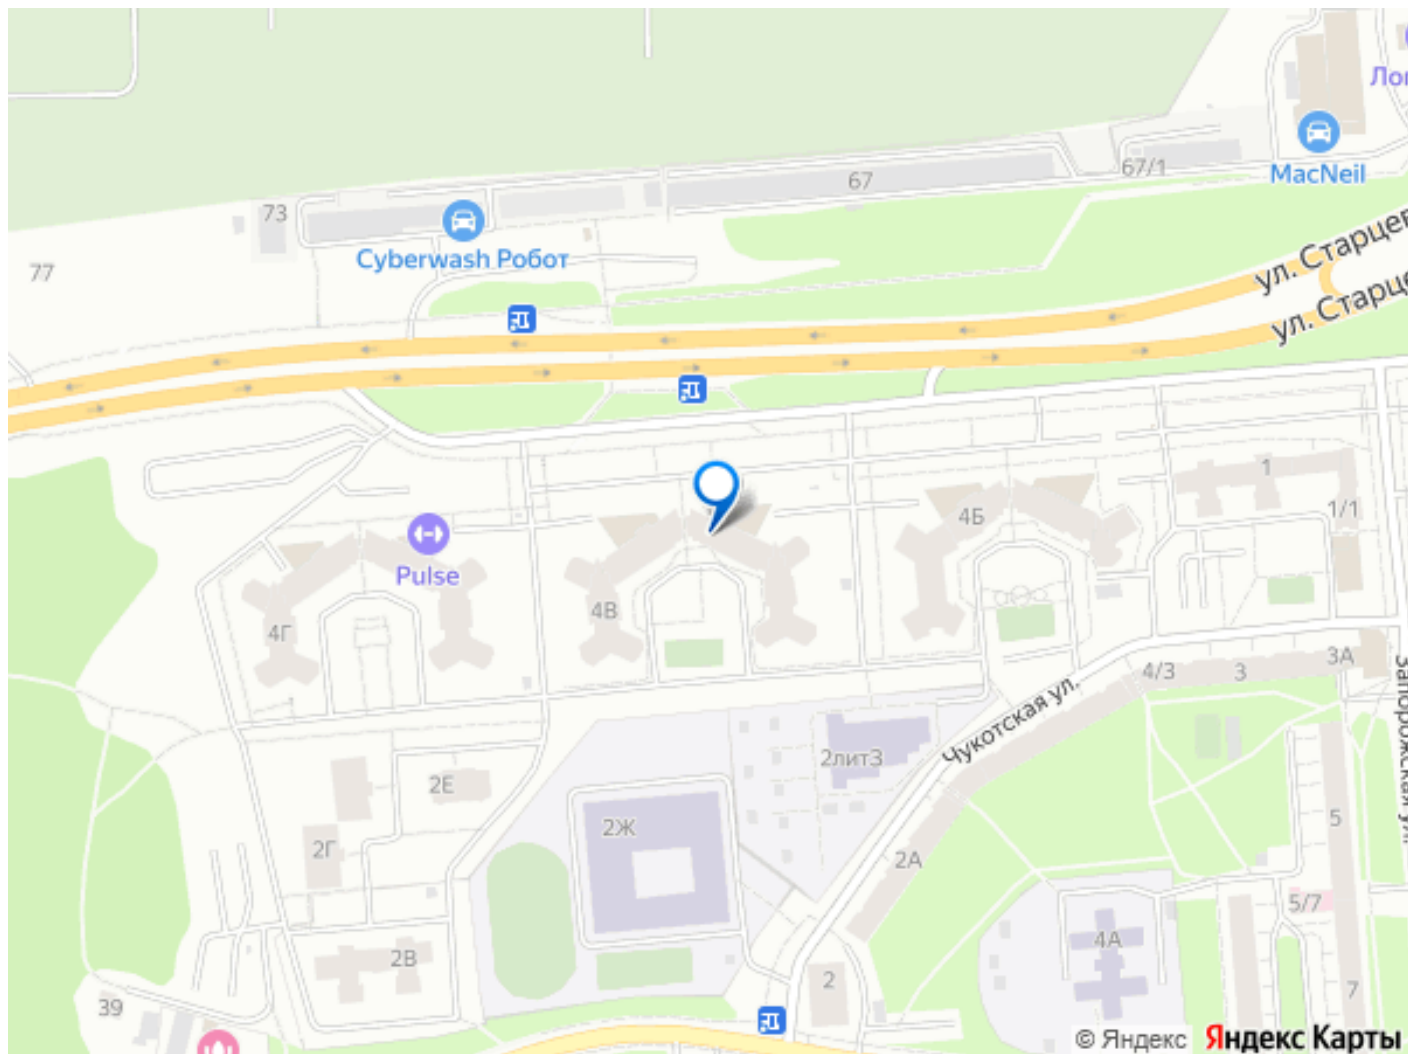 Лог
67/1
MacNeil
67
73
Cyberwash Робот
77
ул. Старцев
ул. Старце
1
4Б
1/1
Pulse
4В
4Г
3А
4/3
3
Чукотская ул.
Запорожская ул.
2лит3
2Е
2Ж
5
2Г
2А
5/7
4А
2В
2
7
39
© Яндекс Яндекс Карты